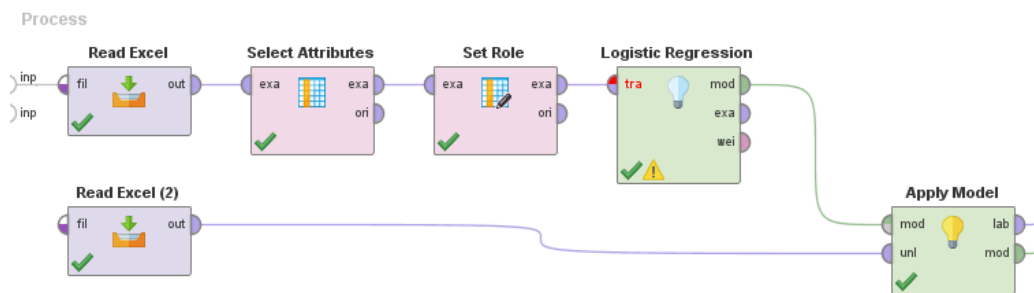 Process
Read Excel
Select Attributes
Set Role
Logistic Regression
inp
fil
out
exa
exa
exa
exa
tra
mod
inp
ori
ori
exa
wei
Read Excel (2)
Apply Model
fil
out
mod
lab
unl
mod